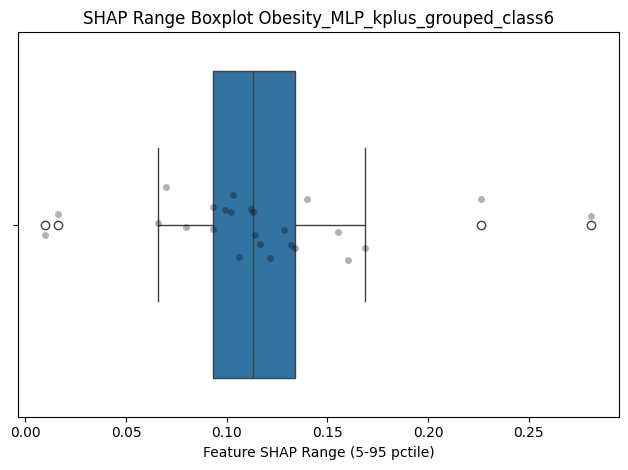 SHAP Range Boxplot Obesity_MLP_kplus_grouped_class6
0.00 0.05 0.10 0.15 0.20 0.25
Feature SHAP Range (5-95 pctile)